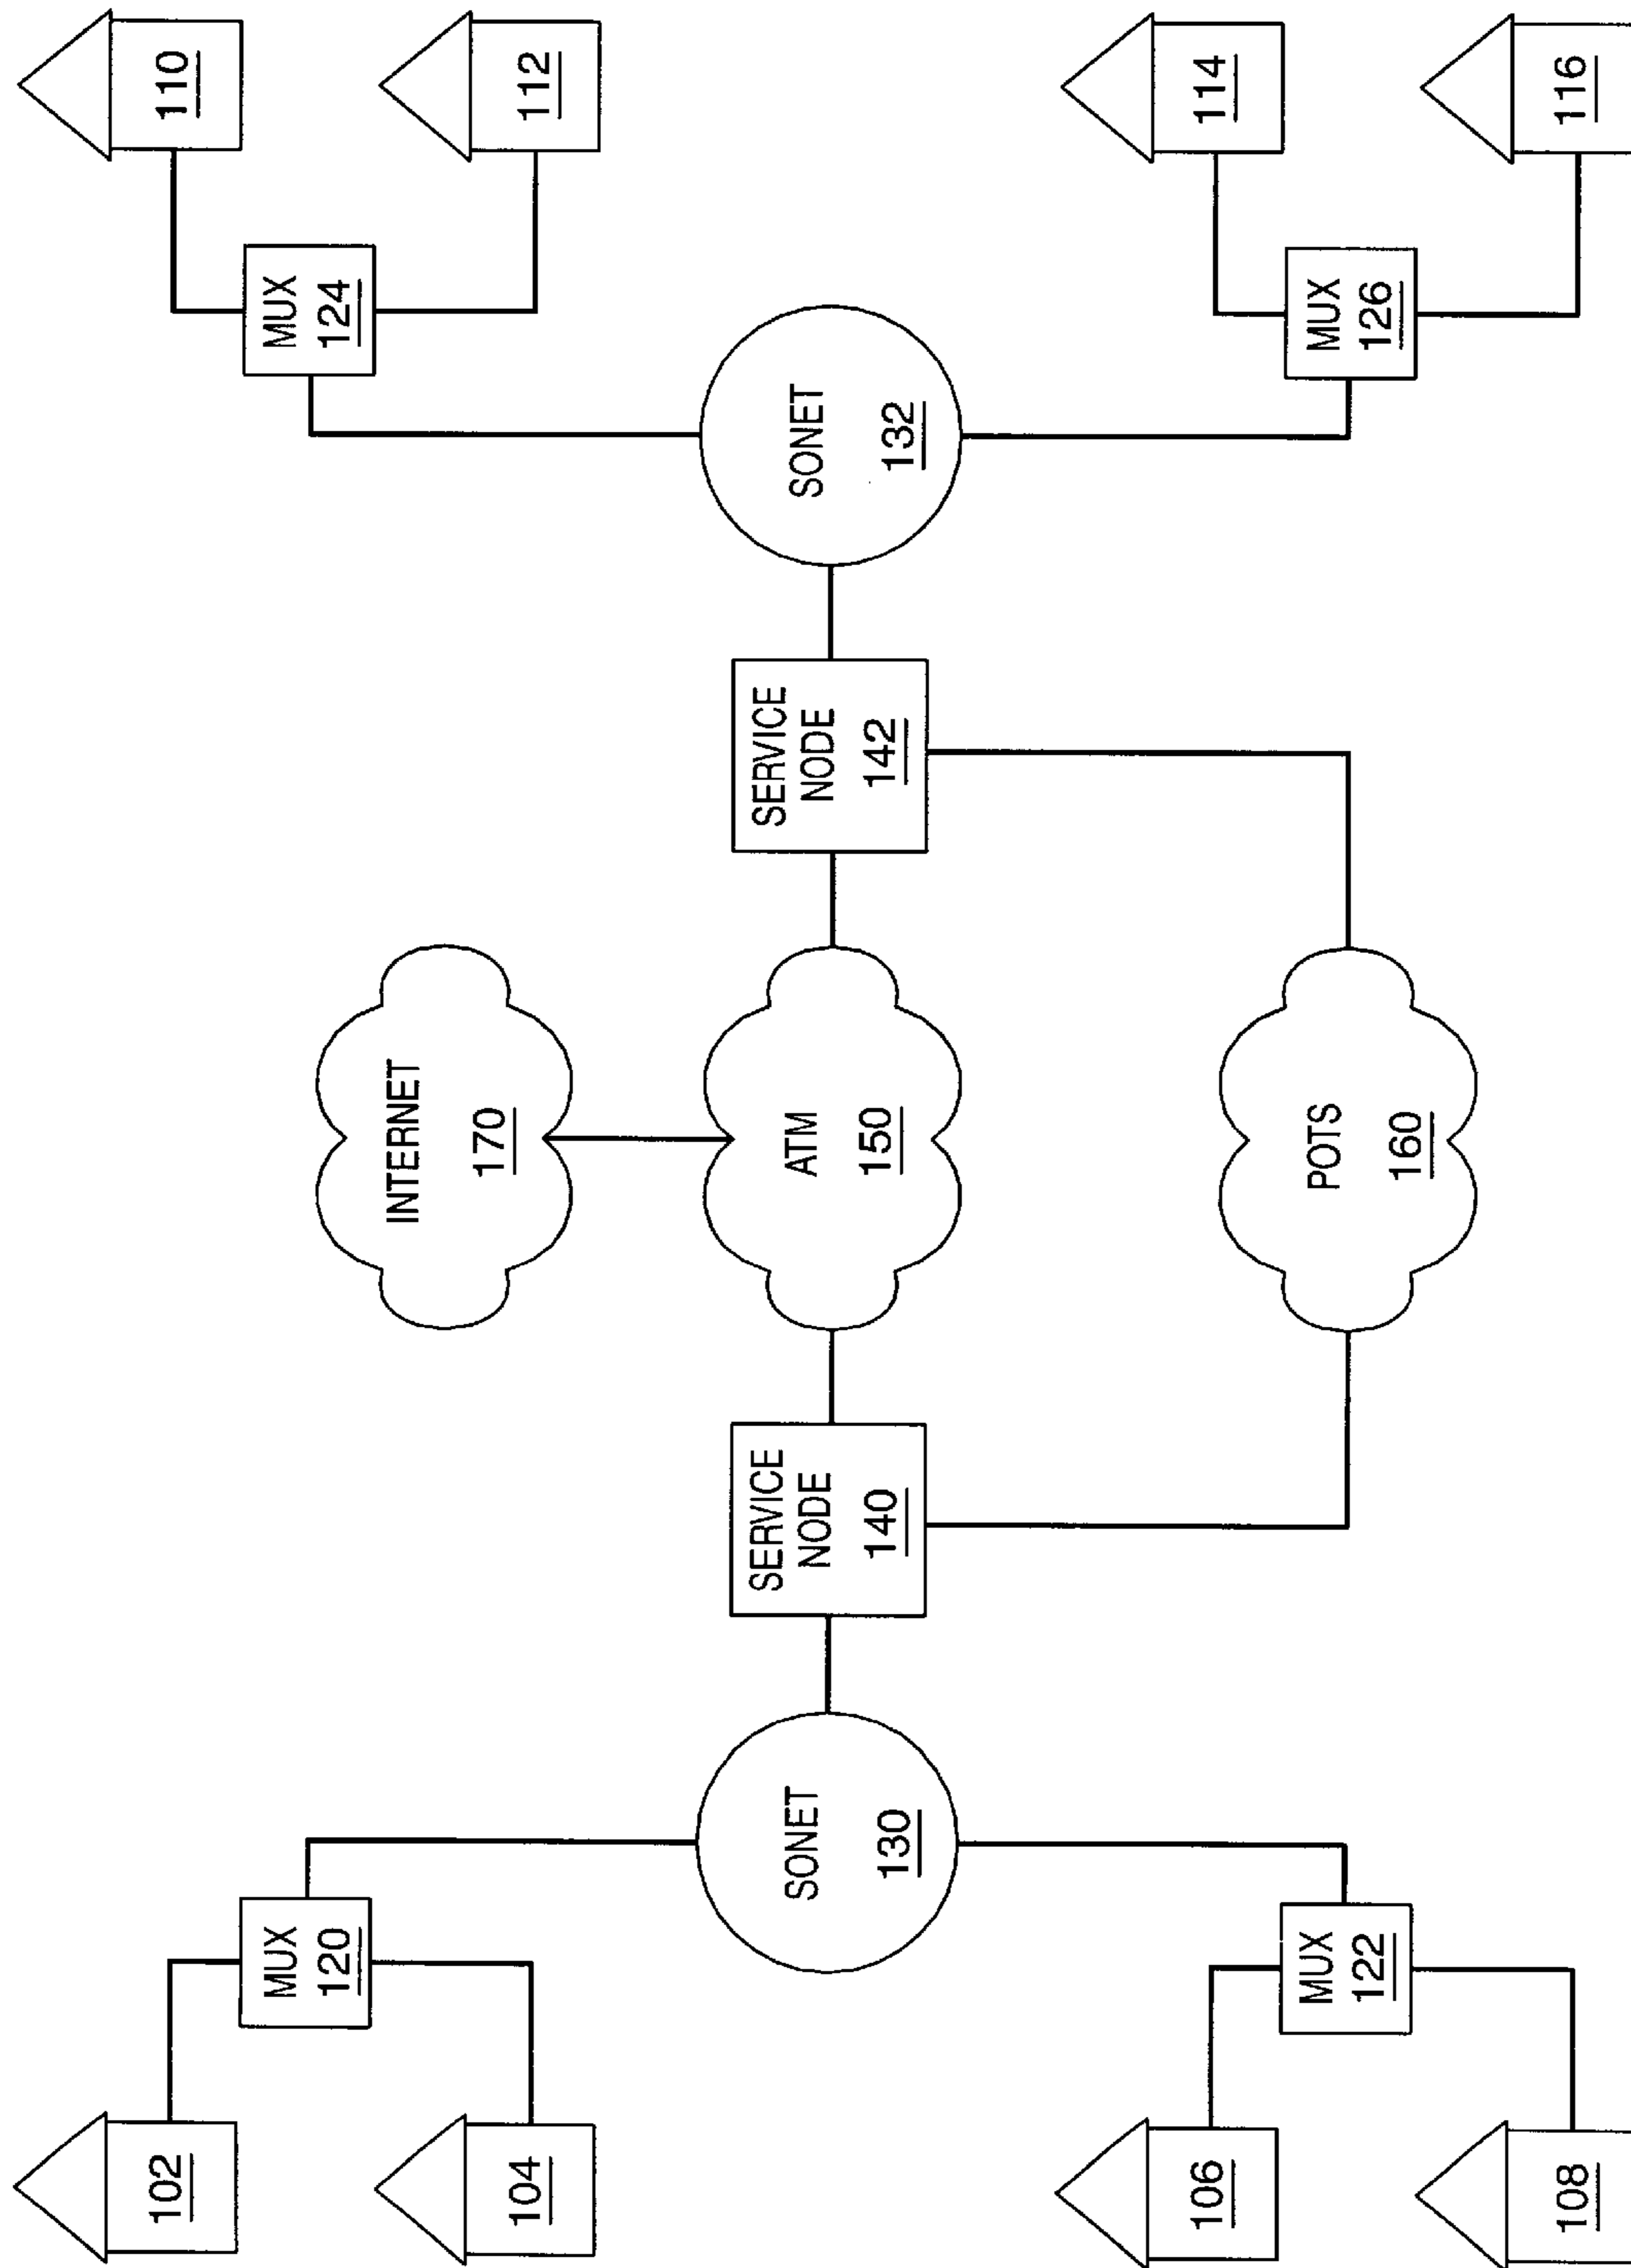 102
104
106
108
MUX
120
MUX
122
SONET
130
SERVICE
NODE
140
INTERNET
170
ATM
150
POTS
160
SERVICE
NODE
142
SONET
132
MUX
124
MUX
126
110
112
114
116